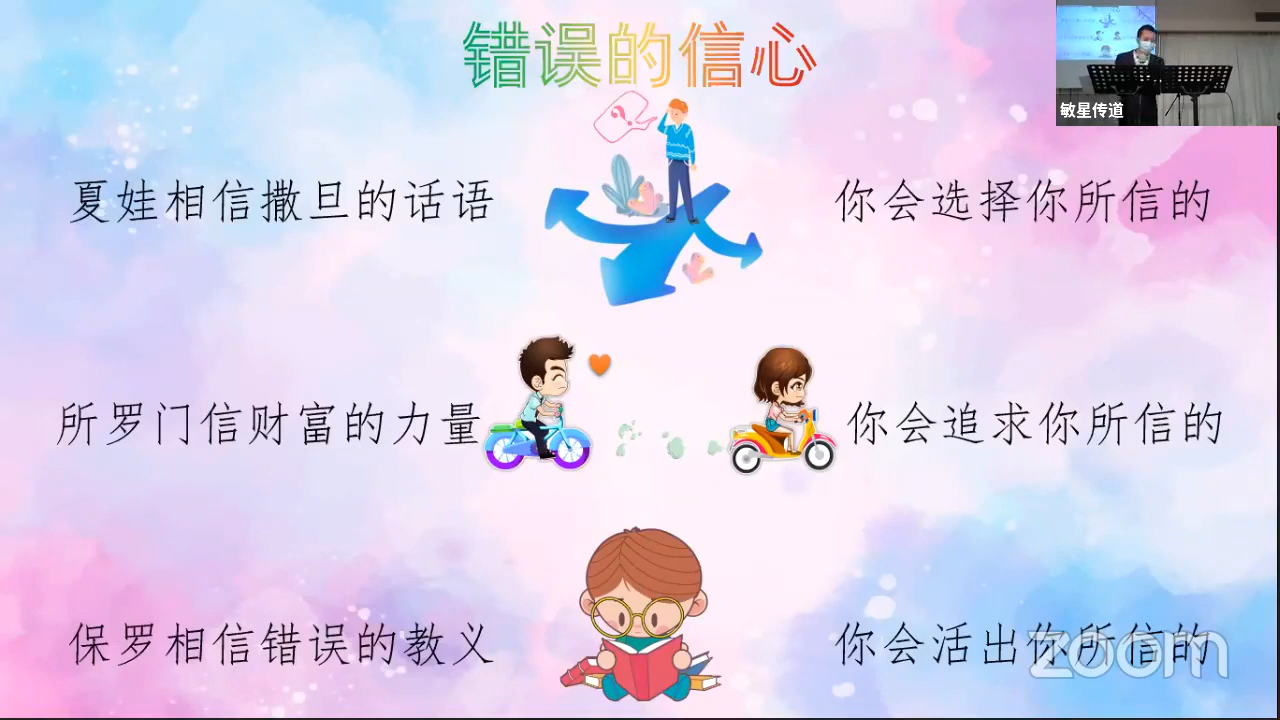 错误的信心
敏星传道
夏娃相信撒旦的话语
你会选择你所信的
所罗门信财富的力量
你会追求你所信的
保罗相信错误的教义
你会活出你所信的
zoom